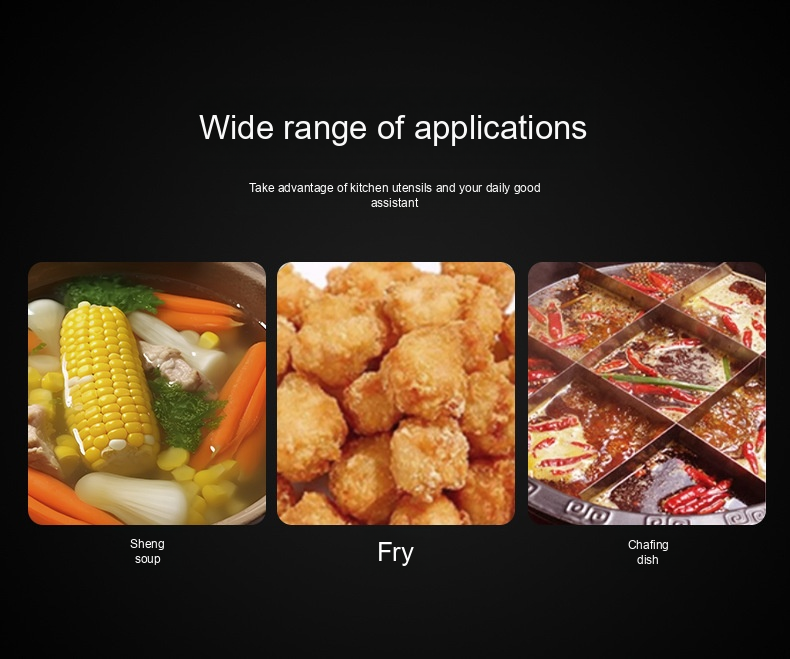 Wide range of applications
Take advantage of kitchen utensils and your daily good
assistant
Sheng
soup
Fry
Chafing
dish